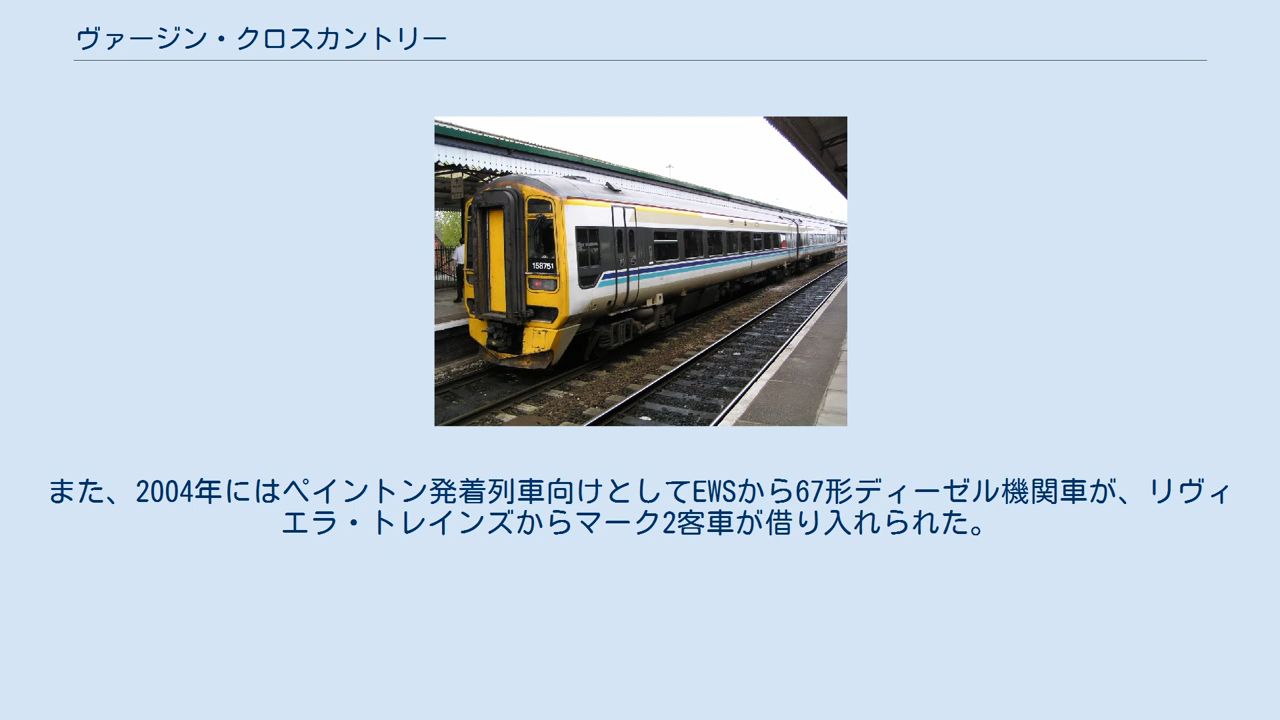 ヴァージン・クロスカントリー
158751
また、2004年にはペイントン発着列車向けとしてEWSから67形ディーゼル機関車が、リヴィ
エラ・トレインズからマーク2客車が借り入れられた。